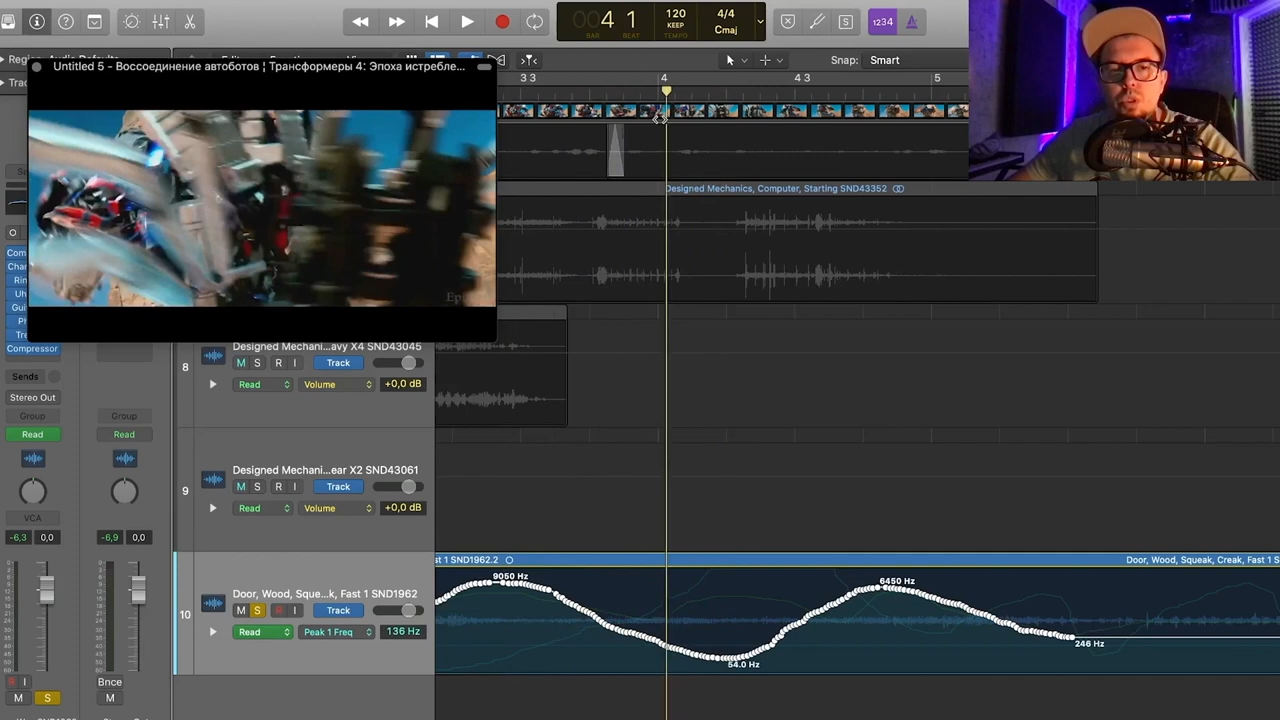 4 1
BAR
BEAT
120
KEEP
TEMPO
4/4
Cmaj
S
1234
Snap:
Smart
Untitled 5 - Воссоединение автоботов ¦ Трансформеры 4: Эпоха истребле...
3 3
4
4 3
5
Designed Mechanics, Computer, Starting SND43352
Compressor
Sends
Stereo Out
Group
Group
Read
Read
VCA
-6,3
0,0
-6,9
0,0
R I
Bnce
M
S
M
8
Designed Mechani...avy X4 SND43045
M S R I
Track
Read
Volume
+0,0 dB
9
Designed Mechani...ear X2 SND43061
M S R I
Track
Read
Volume
+0,0 dB
10
Door, Wood, Sque...k, Fast 1 SND1962
M S R I
Track
Read
Peak 1 Freq
136 Hz
st 1 SND1962.2
Door, Wood, Squeak, Creak, Fast 1 S
9050 Hz
54.0 Hz
6450 Hz
246 Hz